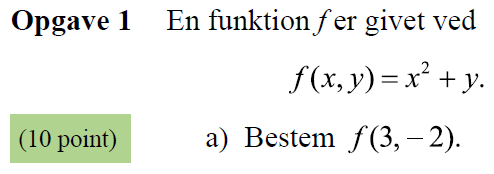 Opgave 1 En funktion f er givet ved
f(x, y) = x² + y.
(10 point) a) Bestem f(3, – 2).